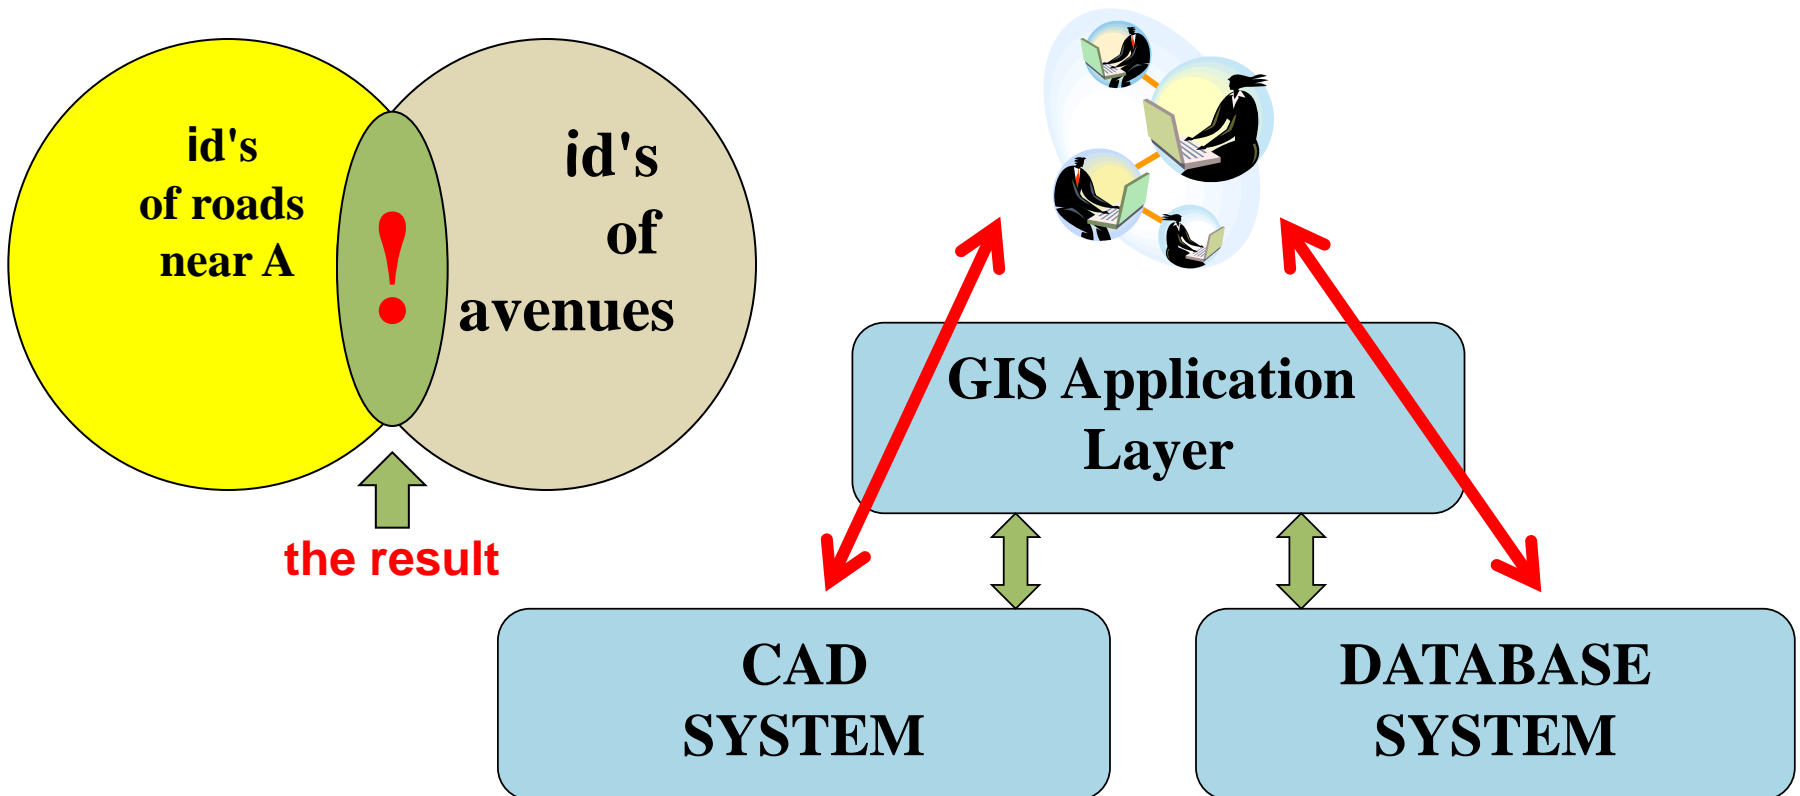 id's
of roads
near A
!
id's
of
avenues
the result
GIS Application
Layer
CAD
SYSTEM
DATABASE
SYSTEM